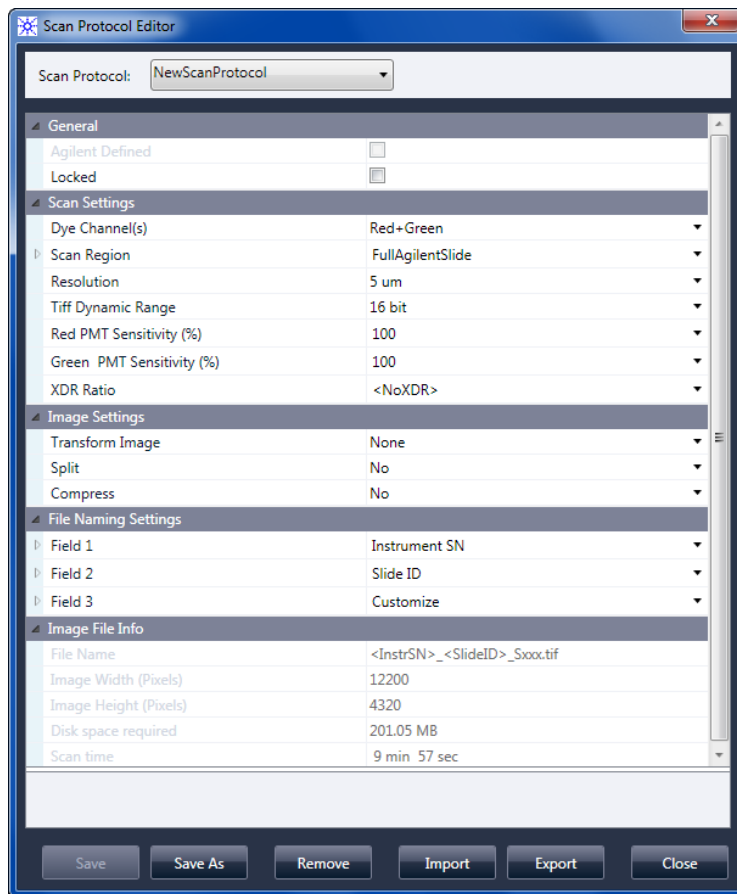 Scan Protocol Editor
Scan Protocol: NewScanProtocol
General
Agilent Defined
Locked
Scan Settings
Dye Channel(s) Red+Green
Scan Region FullAgilentSlide
Resolution 5 um
Tiff Dynamic Range 16 bit
Red PMT Sensitivity (%) 100
Green PMT Sensitivity (%) 100
XDR Ratio <NoXDR>
Image Settings
Transform Image None
Split No
Compress No
File Naming Settings
Field 1 Instrument SN
Field 2 Slide ID
Field 3 Customize
Image File Info
File Name <InstrSN>_<SlideID>_Sxxx.tif
Image Width (Pixels) 12200
Image Height (Pixels) 4320
Disk space required 201.05 MB
Scan time 9 min 57 sec
Save Save As Remove Import Export Close